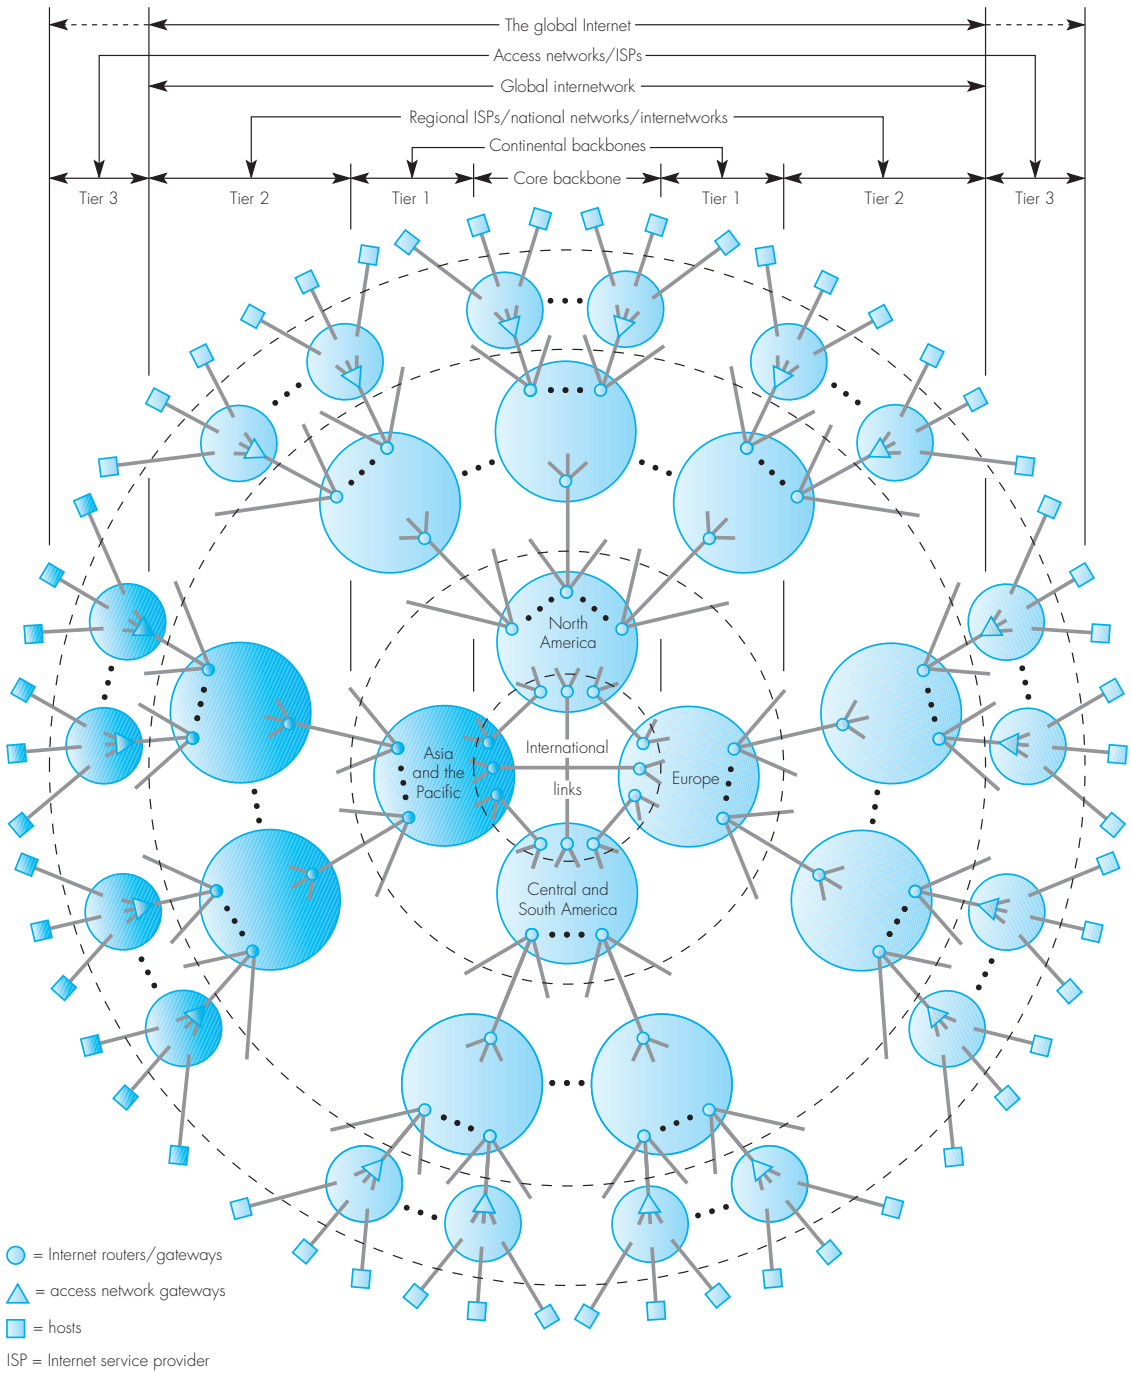 The global Internet
Access networks/ISPs
Global internetwork
Regional ISPs/national networks/internetworks
Continental backbones
Core backbone
Tier 3
Tier 2
Tier 1
Tier 1
Tier 2
Tier 3
North
America
International
links
Asia
and the
Pacific
Europe
Central and
South America
= Internet routers/gateways
= access network gateways
= hosts
ISP = Internet service provider